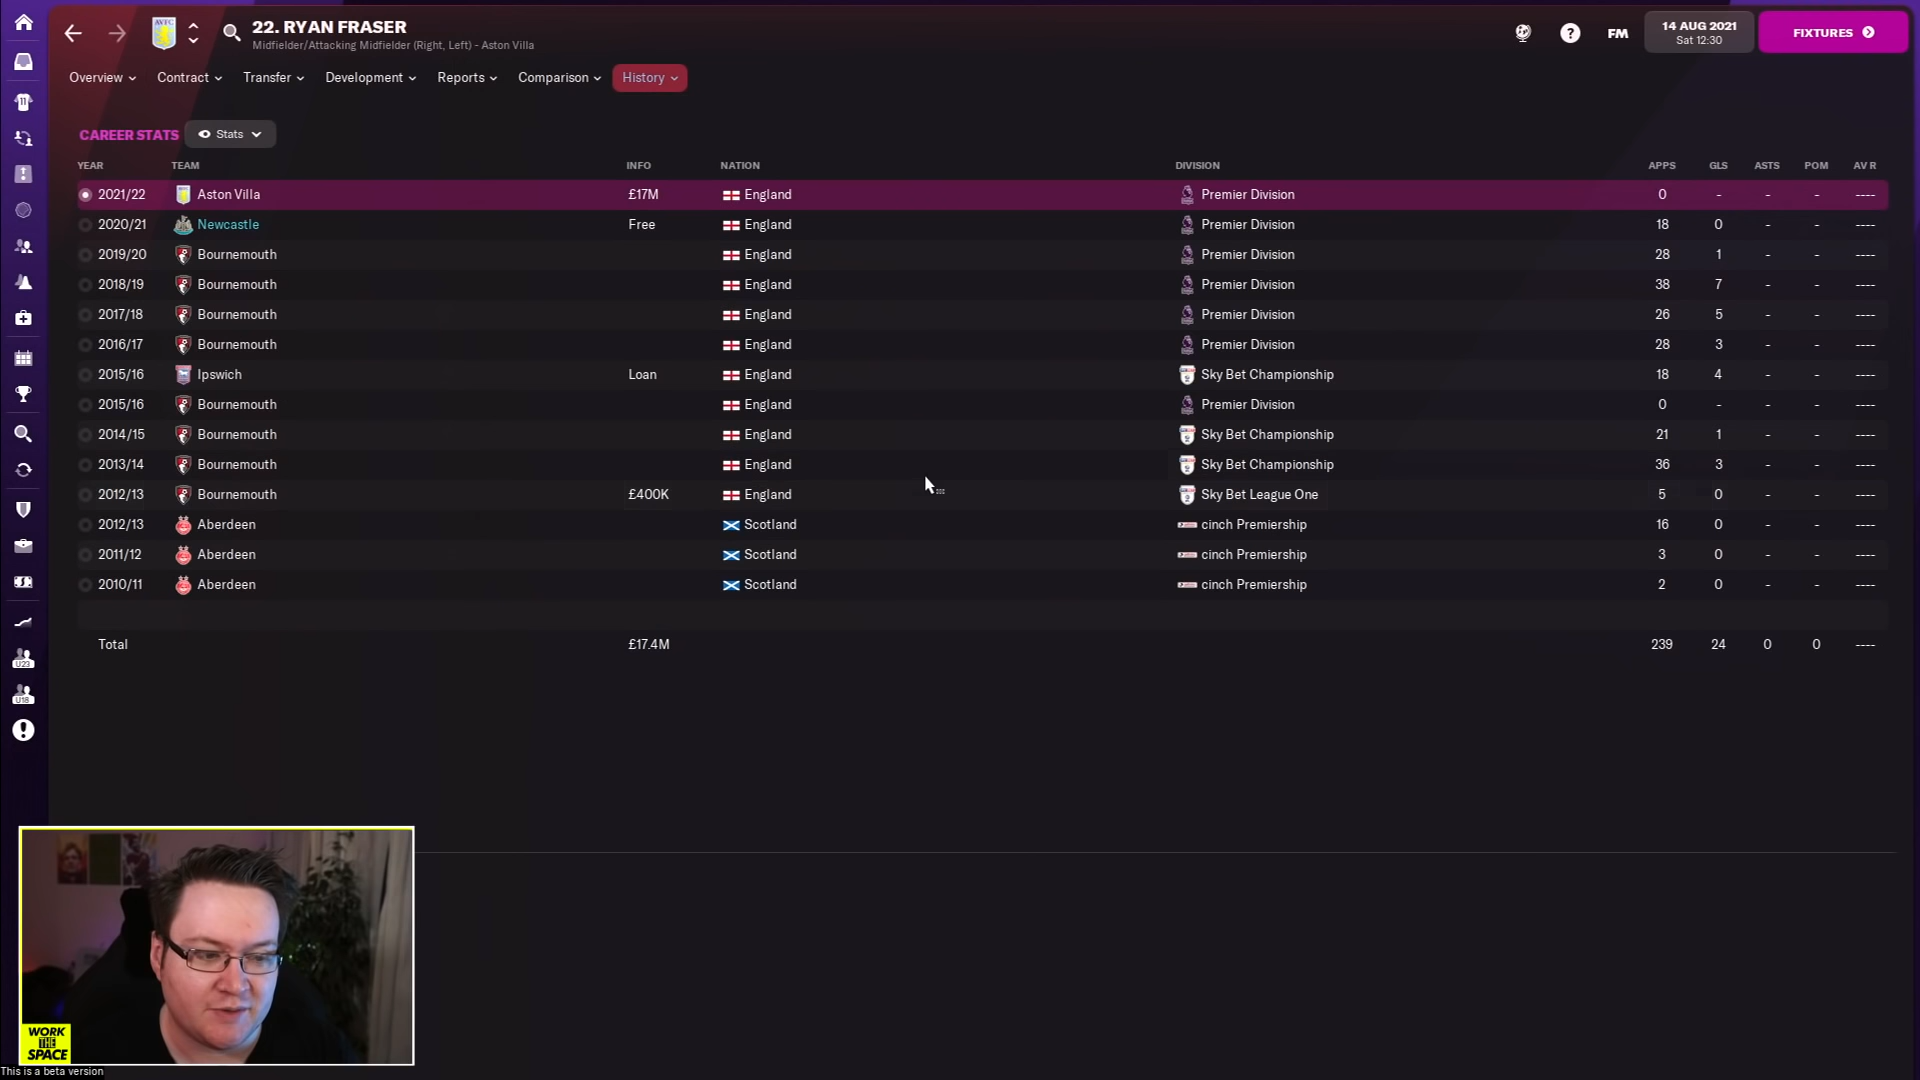 22. RYAN FRASER
Midfielder/Attacking Midfielder (Right, Left) - Aston Villa
FM
14 AUG 2021
Sat 12:30
FIXTURES
Overview Contract Transfer Development Reports Comparison History
CAREER STATS Stats
YEAR TEAM INFO NATION DIVISION APPS GLS ASTS POM AV R
2021/22 Aston Villa £17M England Premier Division 0 - - - ----
2020/21 Newcastle Free England Premier Division 18 0 - - ----
2019/20 Bournemouth England Premier Division 28 1 - - ----
2018/19 Bournemouth England Premier Division 38 7 - - ----
2017/18 Bournemouth England Premier Division 26 5 - - ----
2016/17 Bournemouth England Premier Division 28 3 - - ----
2015/16 Ipswich Loan England Sky Bet Championship 18 4 - - ----
2015/16 Bournemouth England Premier Division 0 - - - ----
2014/15 Bournemouth England Sky Bet Championship 21 1 - - ----
2013/14 Bournemouth England Sky Bet Championship 36 3 - - ----
2012/13 Bournemouth £400K England Sky Bet League One 5 0 - - ----
2012/13 Aberdeen Scotland cinch Premiership 16 0 - - ----
2011/12 Aberdeen Scotland cinch Premiership 3 0 - - ----
2010/11 Aberdeen Scotland cinch Premiership 2 0 - - ----
Total £17.4M 239 24 0 0 ----
U23
U18
WORK
THE
SPACE
This is a beta version